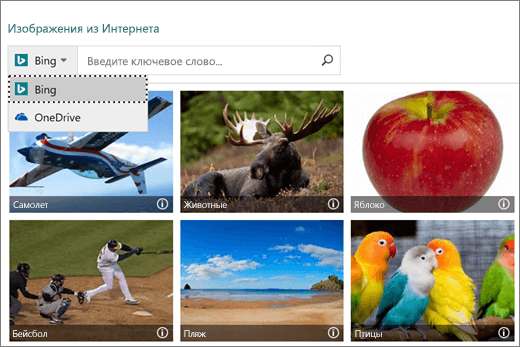 Изображения из Интернета
Bing
Введите ключевое слово...
Bing
OneDrive
Самолет
Животные
Яблоко
Бейсбол
Пляж
Птицы